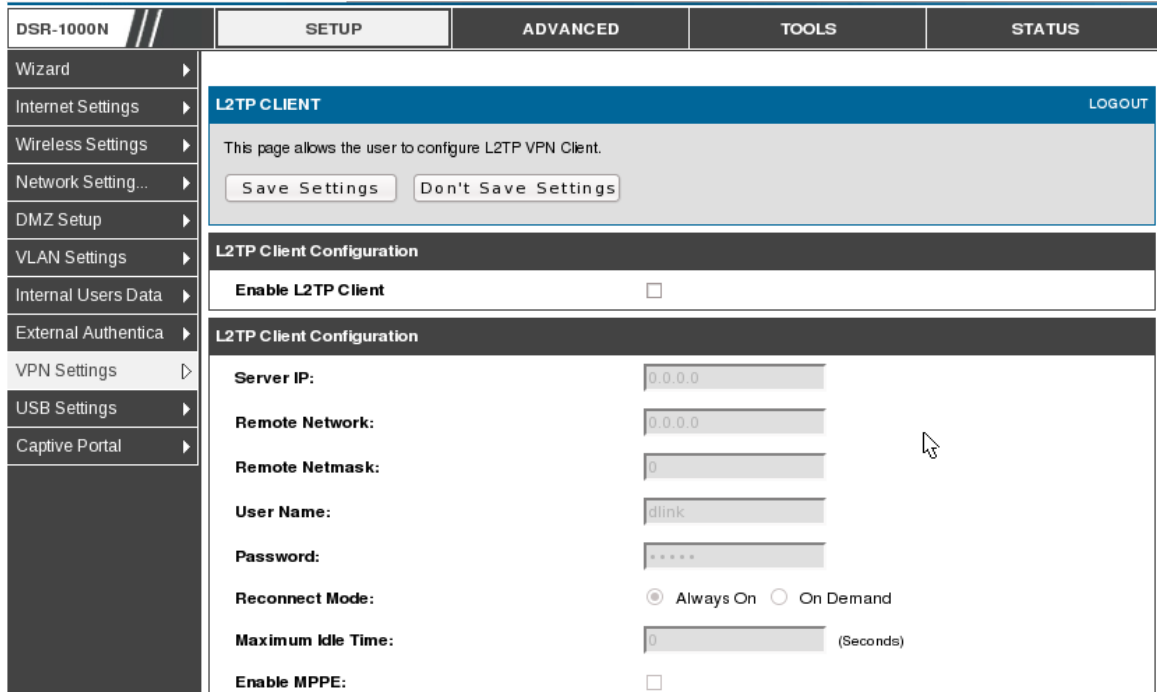 DSR-1000N SETUP ADVANCED TOOLS STATUS
Wizard
Internet Settings
Wireless Settings
Network Setting...
DMZ Setup
VLAN Settings
Internal Users Data
External Authentica
VPN Settings
USB Settings
Captive Portal
L2TP CLIENT LOGOUT
This page allows the user to configure L2TP VPN Client.
Save Settings Don't Save Settings
L2TP Client Configuration
Enable L2TP Client
L2TP Client Configuration
Server IP: 0.0.0.0
Remote Network: 0.0.0.0
Remote Netmask: 0
User Name: dlink
Password: •••••
Reconnect Mode: Always On On Demand
Maximum Idle Time: 0 (Seconds)
Enable MPPE: